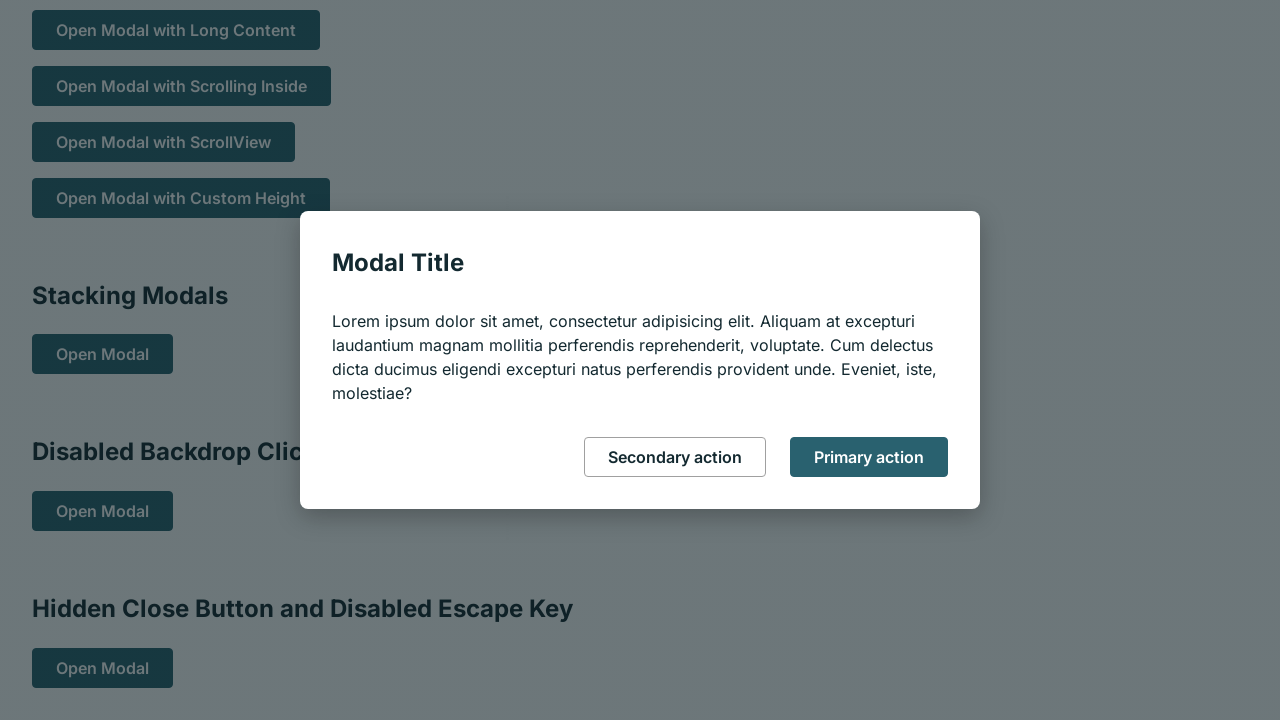 Open Modal with Long Content
Open Modal with Scrolling Inside
Open Modal with ScrollView
Open Modal with Custom Height
Stacking Modals
Open Modal
Disabled Backdrop Clic
Open Modal
Hidden Close Button and Disabled Escape Key
Open Modal
Modal Title
Lorem ipsum dolor sit amet, consectetur adipisicing elit. Aliquam at excepturi
laudantium magnam mollitia perferendis reprehenderit, voluptate. Cum delectus
dicta ducimus eligendi excepturi natus perferendis provident unde. Eveniet, iste,
molestiae?
Secondary action
Primary action